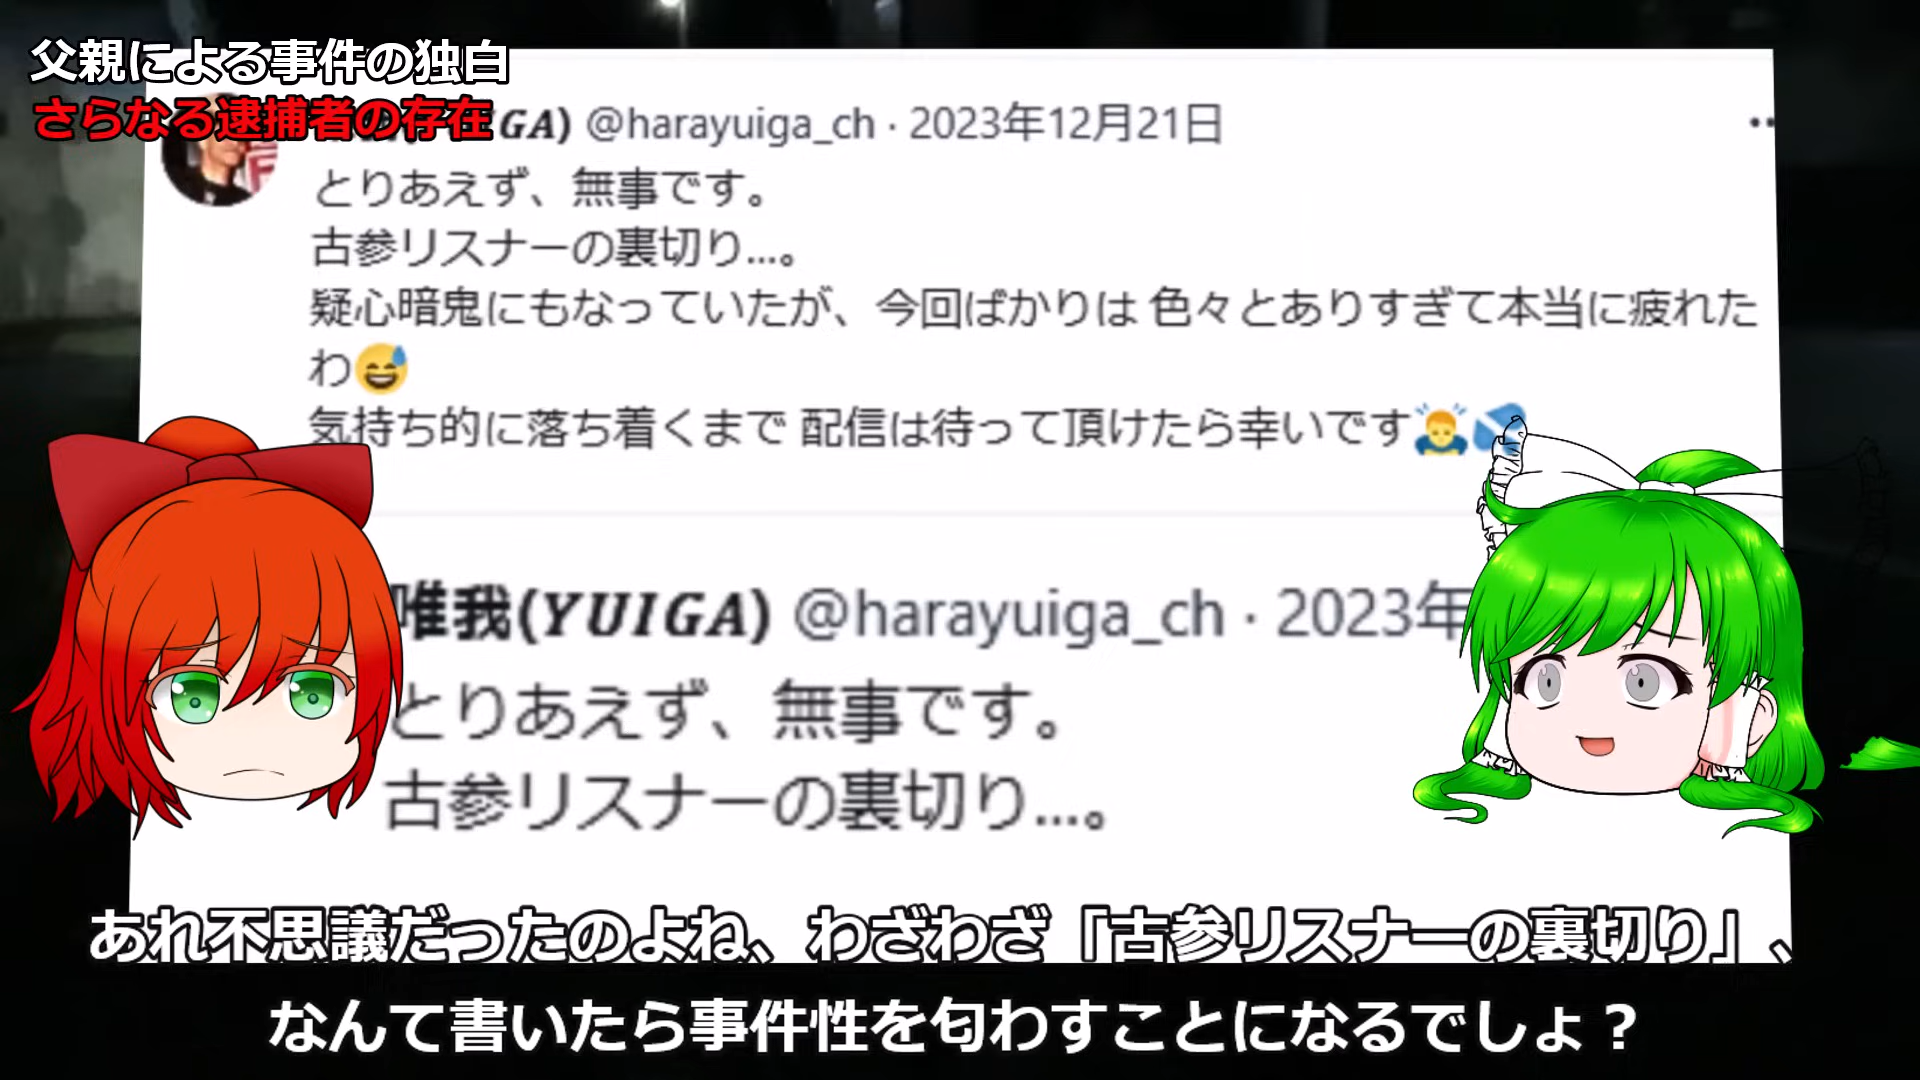 父親による事件の独白
さらなる逮捕者の存在
GA) @harayuiga_ch · 2023年12月21日
とりあえず、無事です。
古参リスナーの裏切り...。
疑心暗鬼にもなっていたが、今回ばかりは 色々とありすぎて本当に疲れた
わ😅
気持ち的に落ち着くまで 配信は待って頂けたら幸いです🙇‍♂️💦
唯我(YUIGA) @harayuiga_ch · 2023年
とりあえず、無事です。
古参リスナーの裏切り...。
あれ不思議だったのよね、わざわざ「古参リスナーの裏切り」、
なんて書いたら事件性を匂わすことになるでしょ？